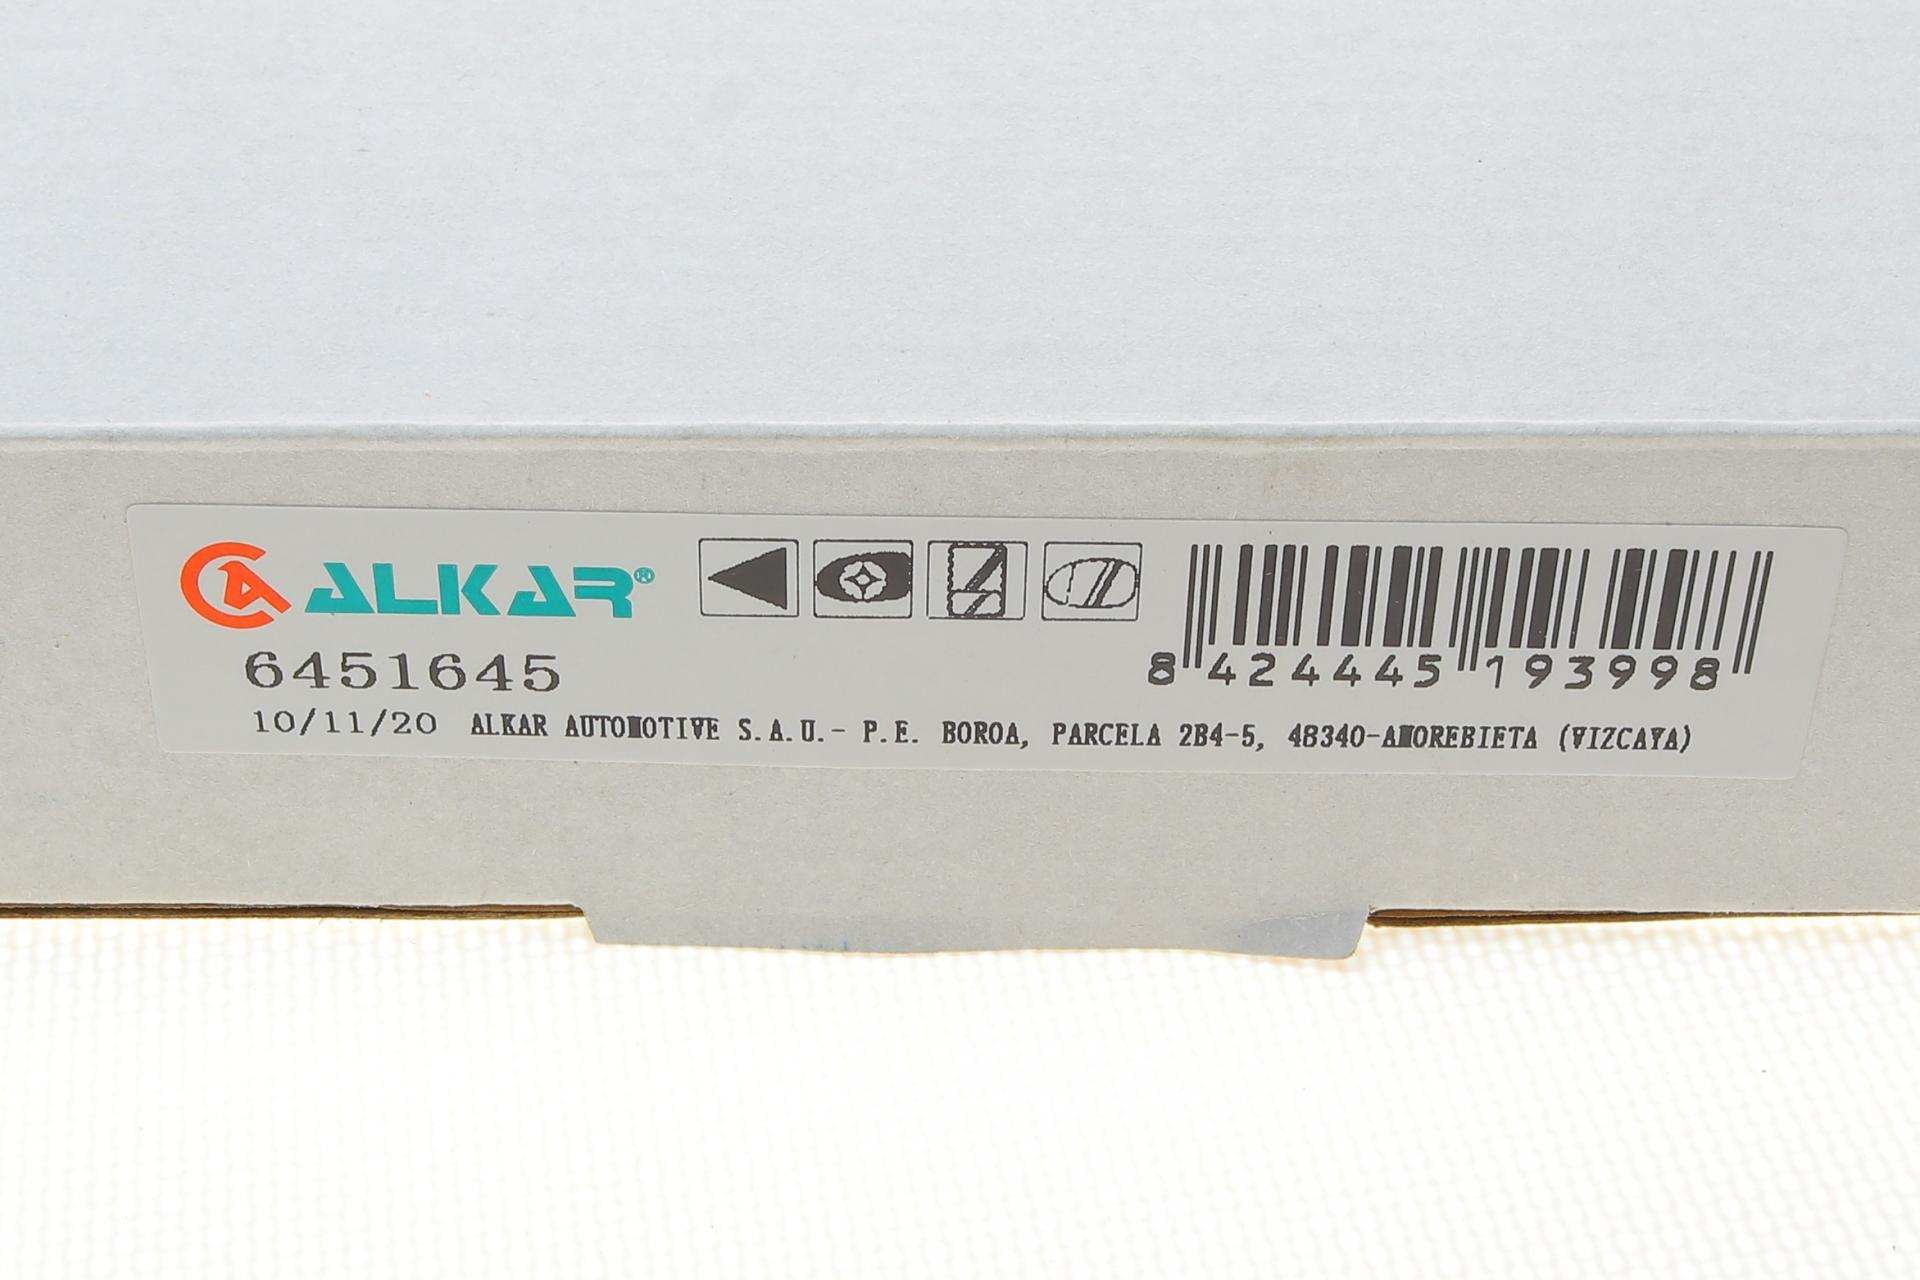 ALKAR®
6451645
8 424445 193998
10/11/20 ALKAR AUTOMOTIVE S.A.U.- P.E. BOROA, PARCELA 2B4-5, 48340-AMOREBIETA (VIZCAYA)